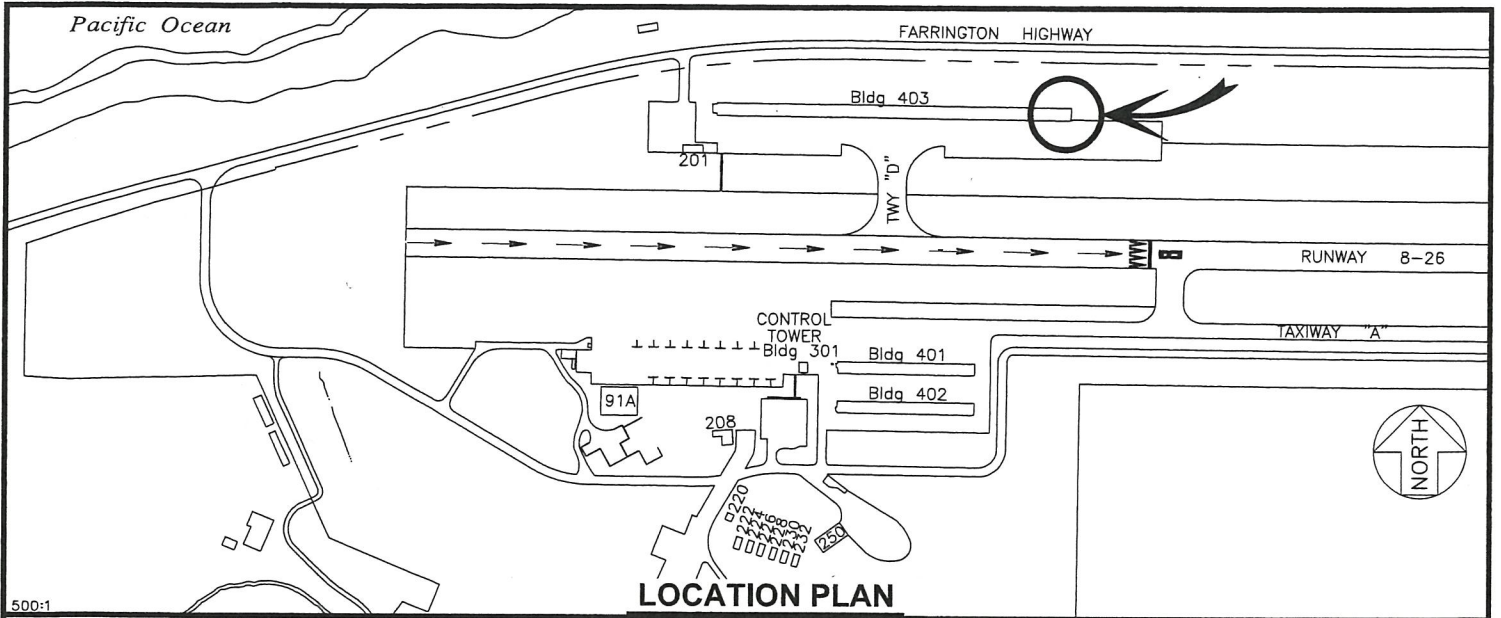 Pacific Ocean
FARRINGTON HIGHWAY
Bldg 403
201
TWY "D"
8
RUNWAY 8-26
CONTROL
TOWER
Bldg 301
Bldg 401
TAXIWAY "A"
91A
Bldg 402
208
NORTH
220
222
224
226
228
230
232
250
LOCATION PLAN
500:1